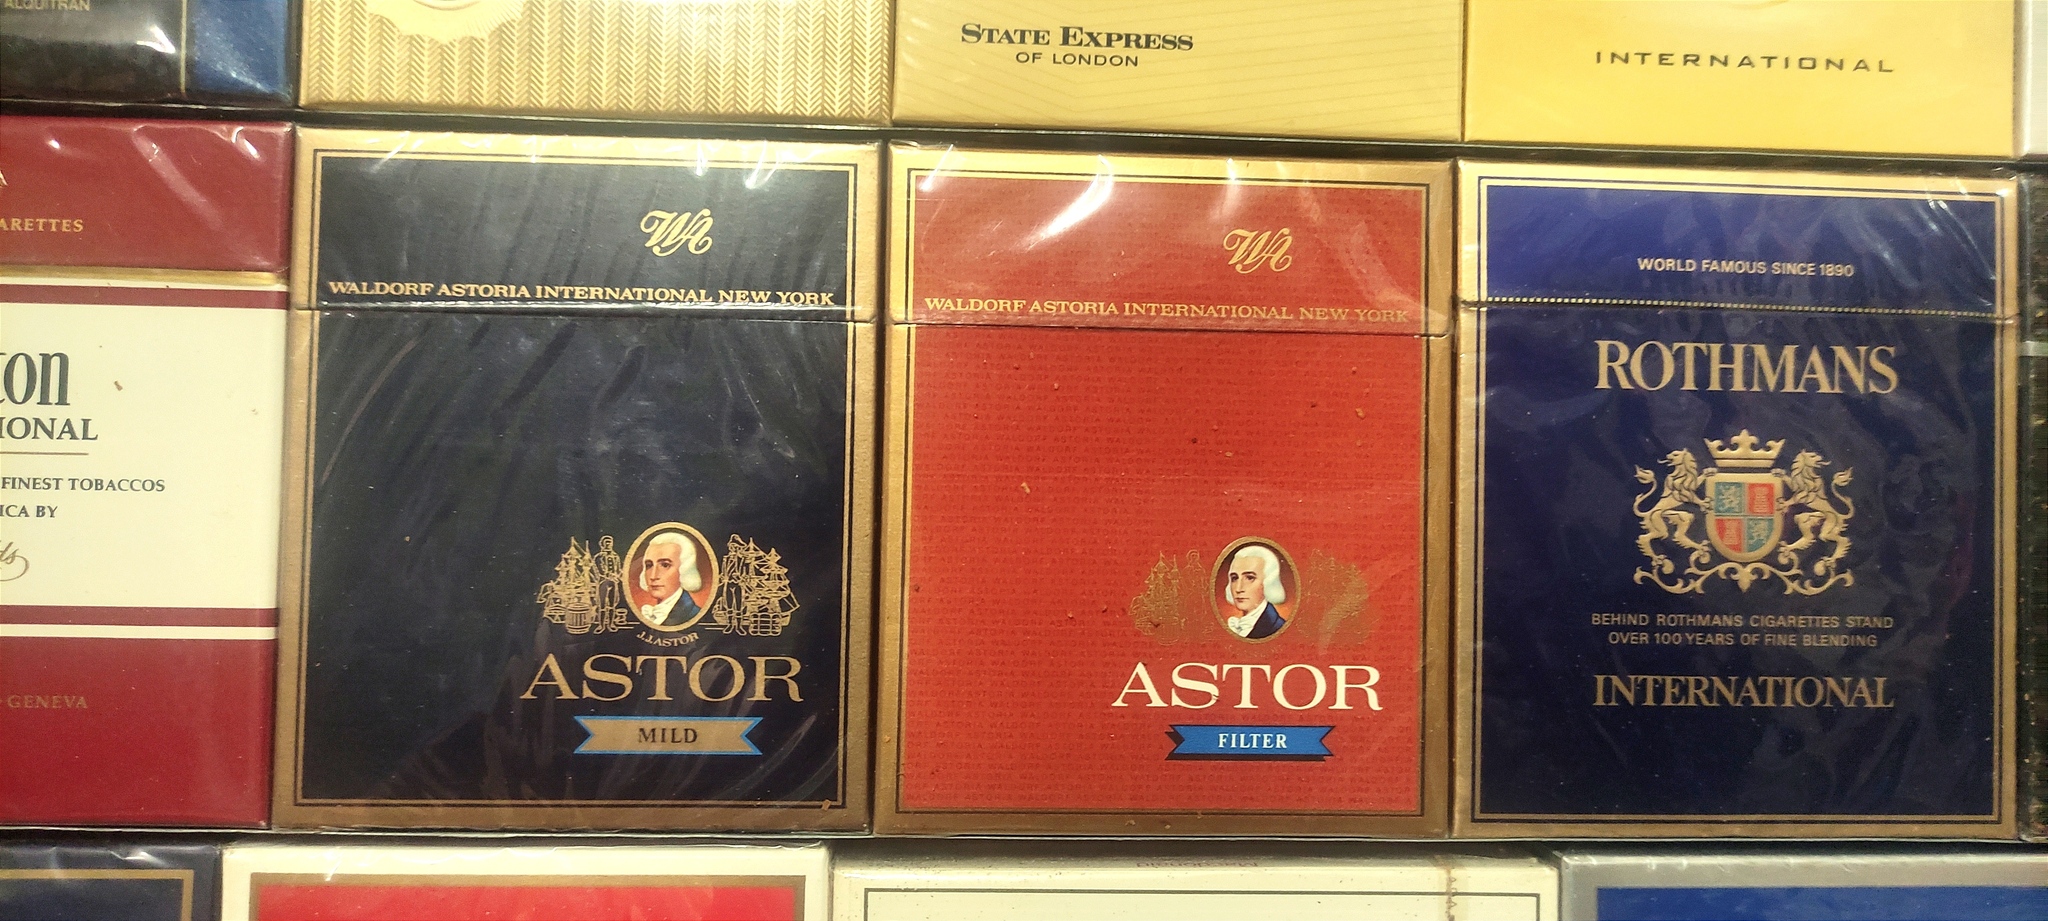 ALQUITRAN
STATE EXPRESS
OF LONDON
INTERNATIONAL
ARETTES
ton
IONAL
FINEST TOBACCOS
ICA BY
GENEVA
WA
WALDORF ASTORIA INTERNATIONAL NEW YORK
J.J.ASTOR
ASTOR
MILD
WA
WALDORF ASTORIA INTERNATIONAL NEW YORK
ASTOR
FILTER
WORLD FAMOUS SINCE 1890
ROTHMANS
BEHIND ROTHMANS CIGARETTES STAND
OVER 100 YEARS OF FINE BLENDING
INTERNATIONAL